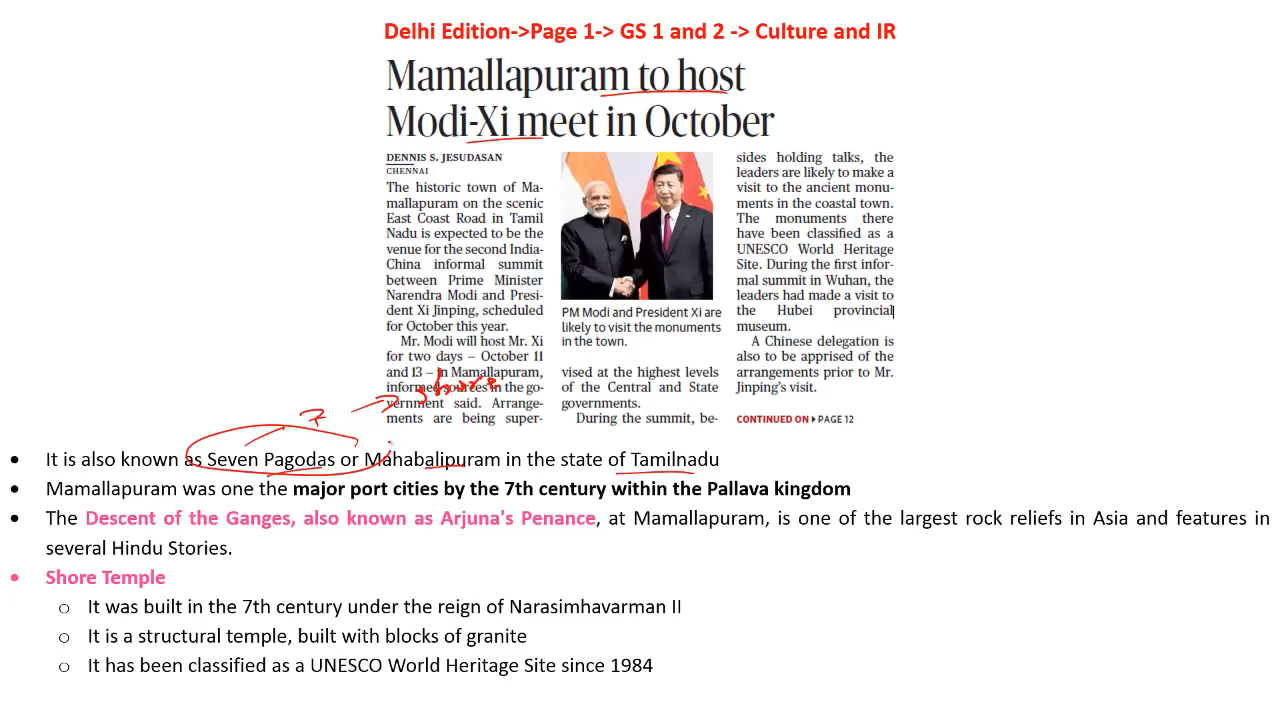 Delhi Edition->Page 1-> GS 1 and 2 -> Culture and IR
Mamallapuram to host
Modi-Xi meet in October
DENNIS S. JESUDASAN
CHENNAI
The historic town of Ma-
mallapuram on the scenic
East Coast Road in Tamil
Nadu is expected to be the
venue for the second India-
China informal summit
between Prime Minister
Narendra Modi and Presi-
dent Xi Jinping, scheduled
for October this year.
Mr. Modi will host Mr. Xi
for two days – October 11
and 13 – in Mamallapuram,
informed sources in the go-
vernment said. Arrange-
ments are being super-
PM Modi and President Xi are
likely to visit the monuments
in the town.
vised at the highest levels
of the Central and State
governments.
During the summit, be-
sides holding talks, the
leaders are likely to make a
visit to the ancient monu-
ments in the coastal town.
The monuments there
have been classified as a
UNESCO World Heritage
Site. During the first infor-
mal summit in Wuhan, the
leaders had made a visit to
the Hubei provincial
museum.
A Chinese delegation is
also to be apprised of the
arrangements prior to Mr.
Jinping's visit.
CONTINUED ON PAGE 12
7 → shore
• It is also known as Seven Pagodas or Mahabalipuram in the state of Tamilnadu
• Mamallapuram was one the major port cities by the 7th century within the Pallava kingdom
• The Descent of the Ganges, also known as Arjuna's Penance, at Mamallapuram, is one of the largest rock reliefs in Asia and features in
several Hindu Stories.
• Shore Temple
o It was built in the 7th century under the reign of Narasimhavarman II
o It is a structural temple, built with blocks of granite
o It has been classified as a UNESCO World Heritage Site since 1984